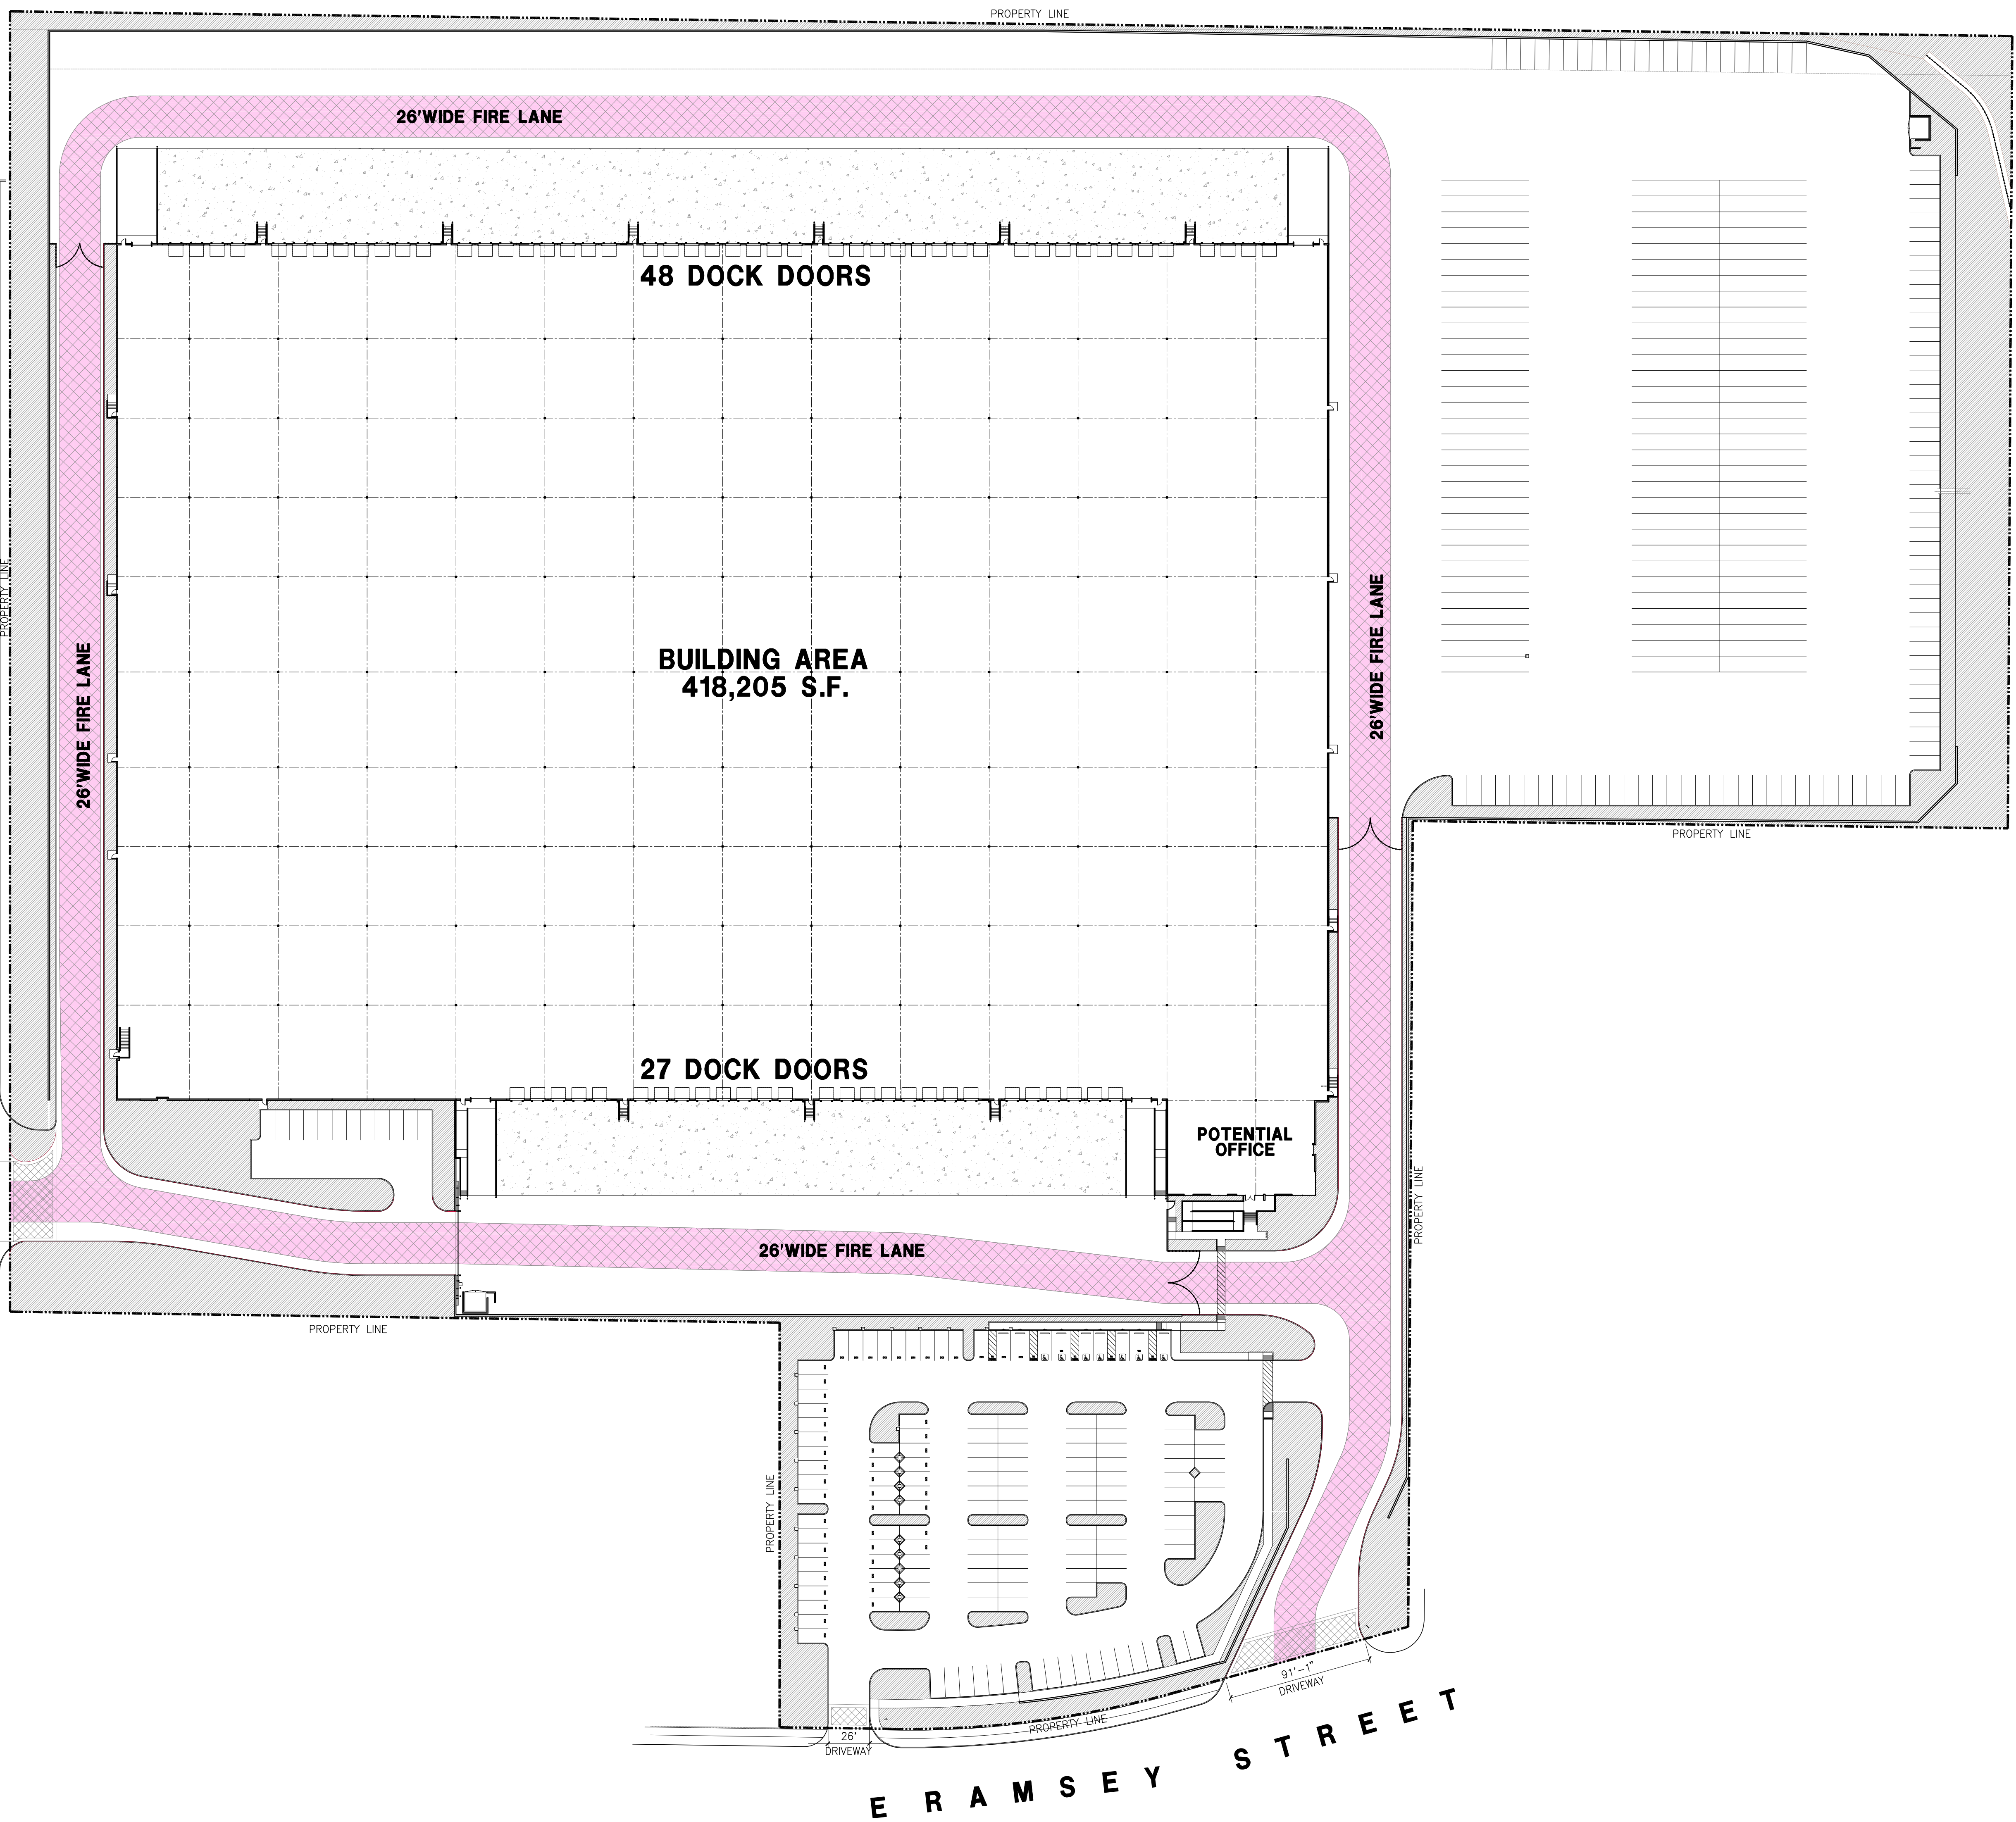 PROPERTY LINE
26'WIDE FIRE LANE
48 DOCK DOORS
PROPERTY LINE
26'WIDE FIRE LANE
BUILDING AREA
418,205 S.F.
26'WIDE FIRE LANE
PROPERTY LINE
27 DOCK DOORS
POTENTIAL
OFFICE
PROPERTY LINE
26'WIDE FIRE LANE
PROPERTY LINE
PROPERTY LINE
91'-1"
DRIVEWAY
PROPERTY LINE
26'
DRIVEWAY
E RAMSEY STREET